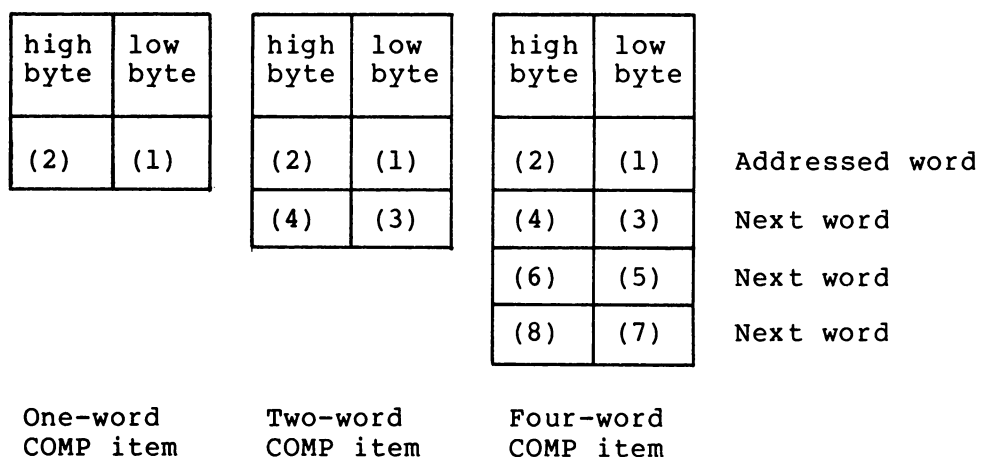 high low high low high low
byte byte byte byte byte byte
(2) (1) (2) (1) (2) (1) Addressed word
(4) (3) (4) (3) Next word
(6) (5) Next word
(8) (7) Next word
One-word Two-word Four-word
COMP item COMP item COMP item